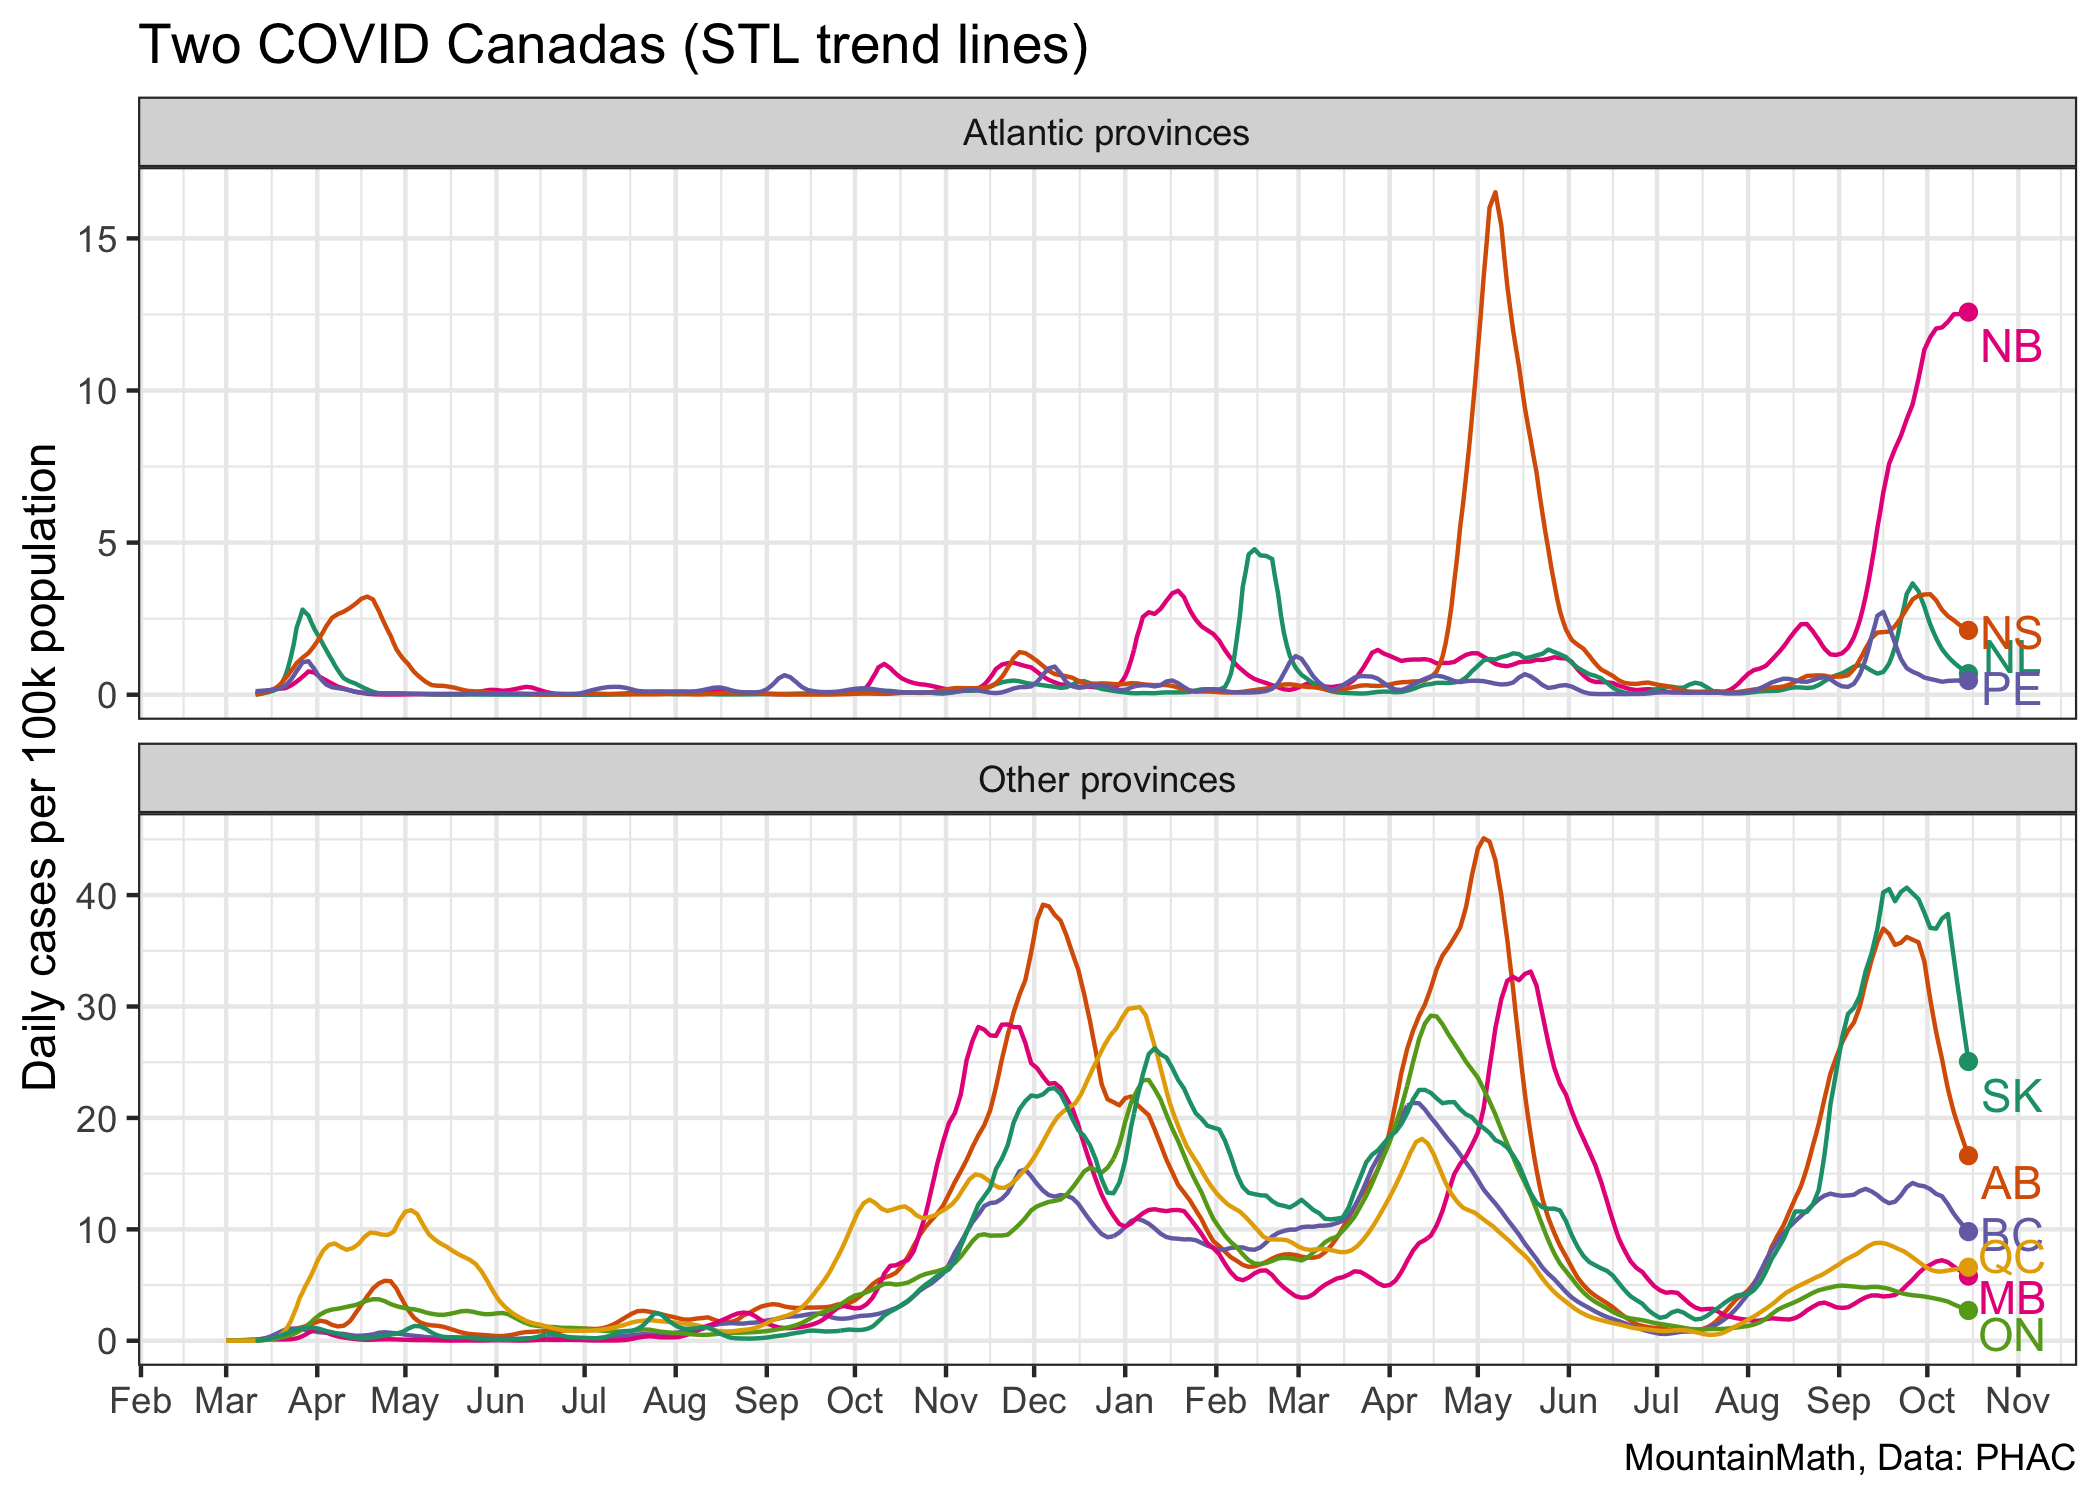 Two COVID Canadas (STL trend lines)
Atlantic provinces
15
10
5
0
NB
NS
NL
PE
Daily cases per 100k population
Other provinces
40
30
20
10
0
SK
AB
BC
QC
MB
ON
Feb Mar Apr May Jun Jul Aug Sep Oct Nov Dec Jan Feb Mar Apr May Jun Jul Aug Sep Oct Nov
MountainMath, Data: PHAC